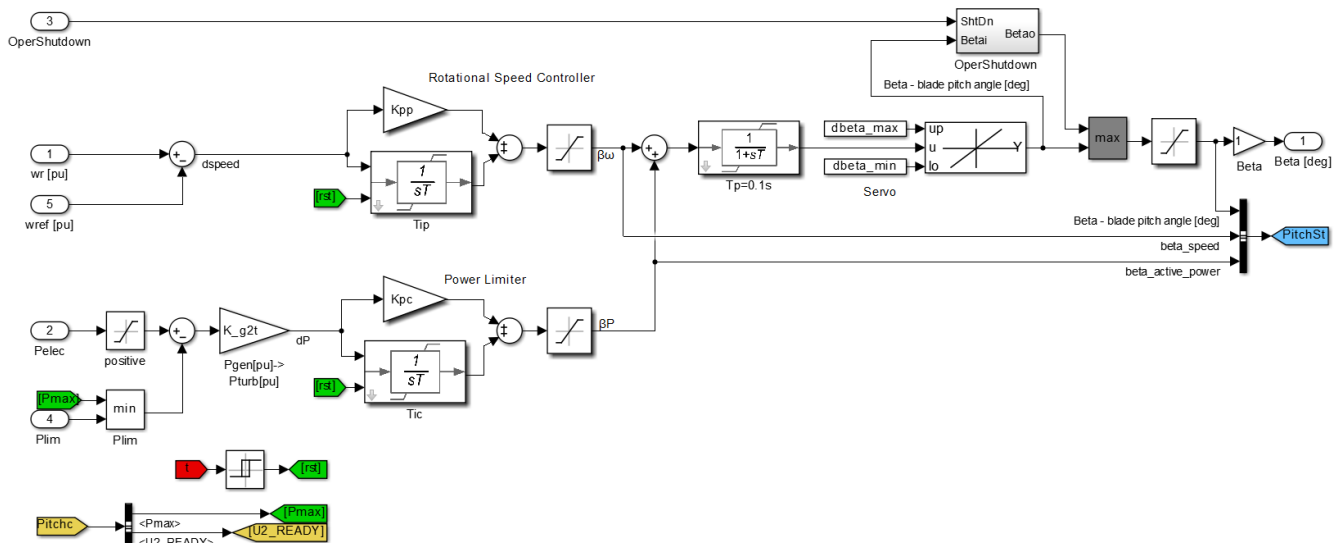 3
OperShutdown
ShtDn
Betai
Betao
OperShutdown
Rotational Speed Controller
Beta - blade pitch angle [deg]
Kpp
1
wr [pu]
+
-
dspeed
5
wref [pu]
[rst]
1
sT
Tip
+
+
βω
+
+
1
1+sT
Tp=0.1s
dbeta_max
dbeta_min
up
u
lo
Y
Servo
max
1
Beta
1
Beta [deg]
Beta - blade pitch angle [deg]
beta_speed
beta_active_power
PitchSt
Power Limiter
Kpc
2
Pelec
positive
+
-
K_g2t
Pgen[pu]->
Pturb[pu]
dP
[rst]
1
sT
Tic
+
+
βP
[Pmax]
4
Plim
min
Plim
t
[rst]
Pitchc
<Pmax>
<U2_READY>
[Pmax]
[U2_READY]